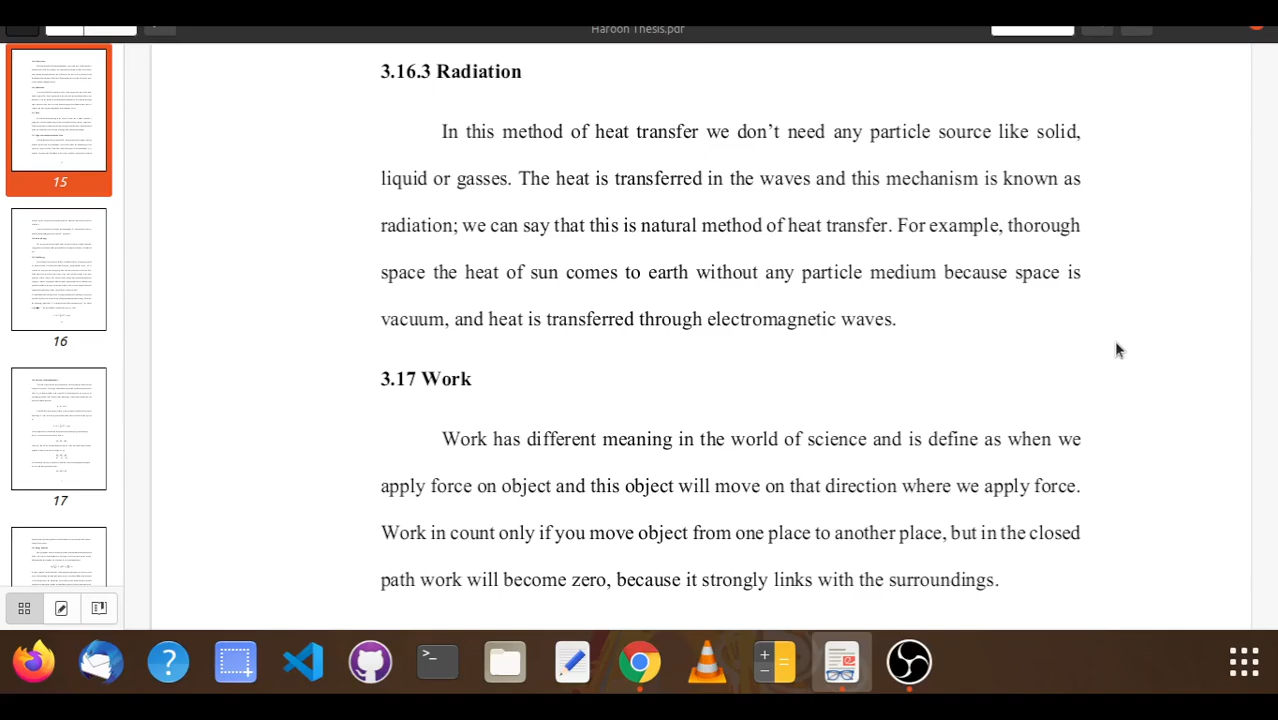 Haroon Thesis.pdf
3.16.3 Radiation
In this method of heat transfer we don't need any particle source like solid,
liquid or gasses. The heat is transferred in the waves and this mechanism is known as
radiation; we can say that this is natural method of heat transfer. For example, thorough
space the heat of sun comes to earth without any particle medium because space is
vacuum, and heat is transferred through electromagnetic waves.
3.17 Work
Work has different meaning in the world of science and is define as when we
apply force on object and this object will move on that direction where we apply force.
Work in count only if you move object from one place to another place, but in the closed
path work will become zero, because it strongly links with the surroundings.
15
16
17